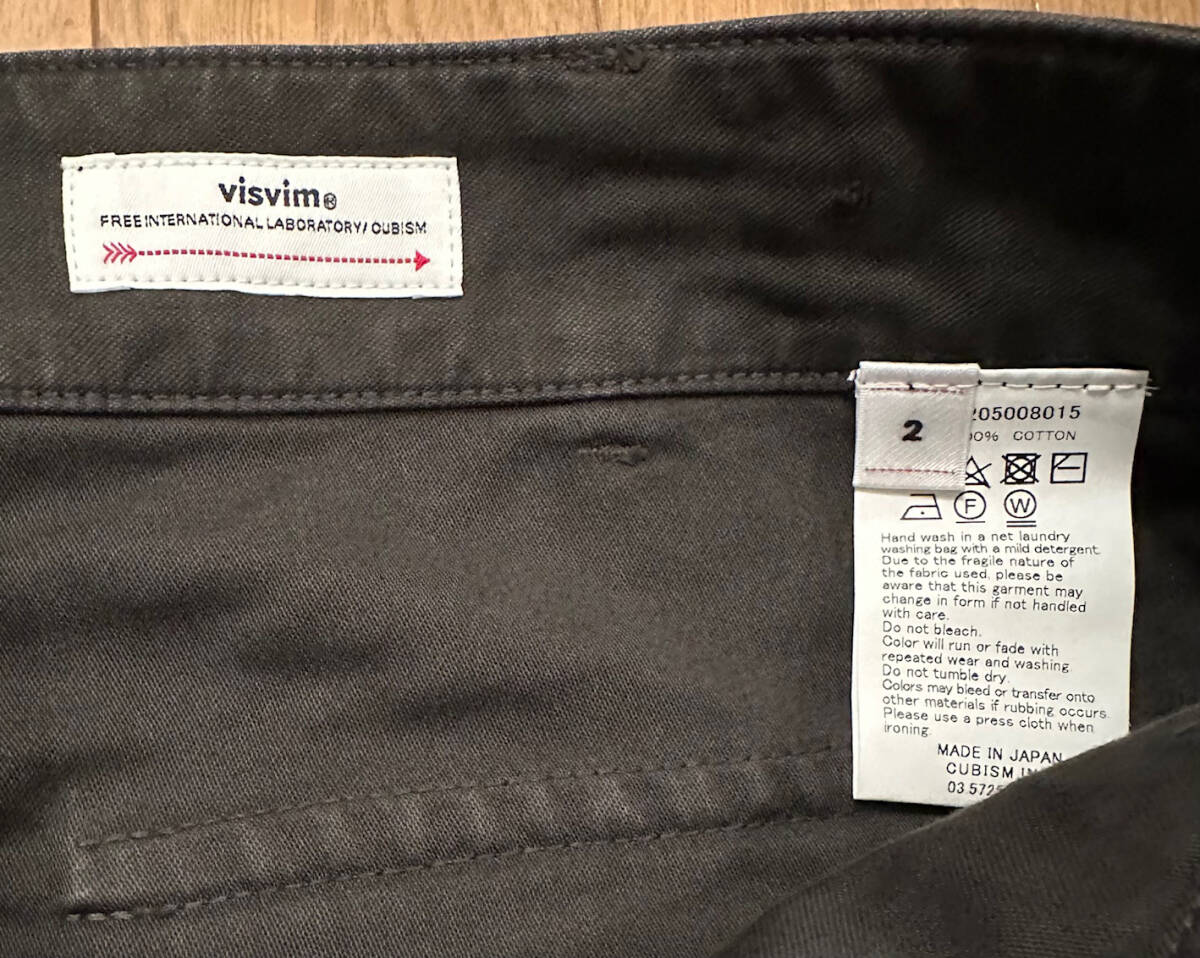 visvim®
FREE INTERNATIONAL LABORATORY/CUBISM
2
205008015
COTTON
F
W
Hand wash in a net laundry
washing bag with a mild detergent.
Due to the fragile nature of
the fabric used, please be
aware that this garment may
change in form if not handled
with care.
Do not bleach.
Color will run or fade with
repeated wear and washing.
Do not tumble dry.
Colors may bleed or transfer onto
other materials if rubbing occurs.
Please use a press cloth when
ironing.
MADE IN JAPAN
CUBISM
03.572